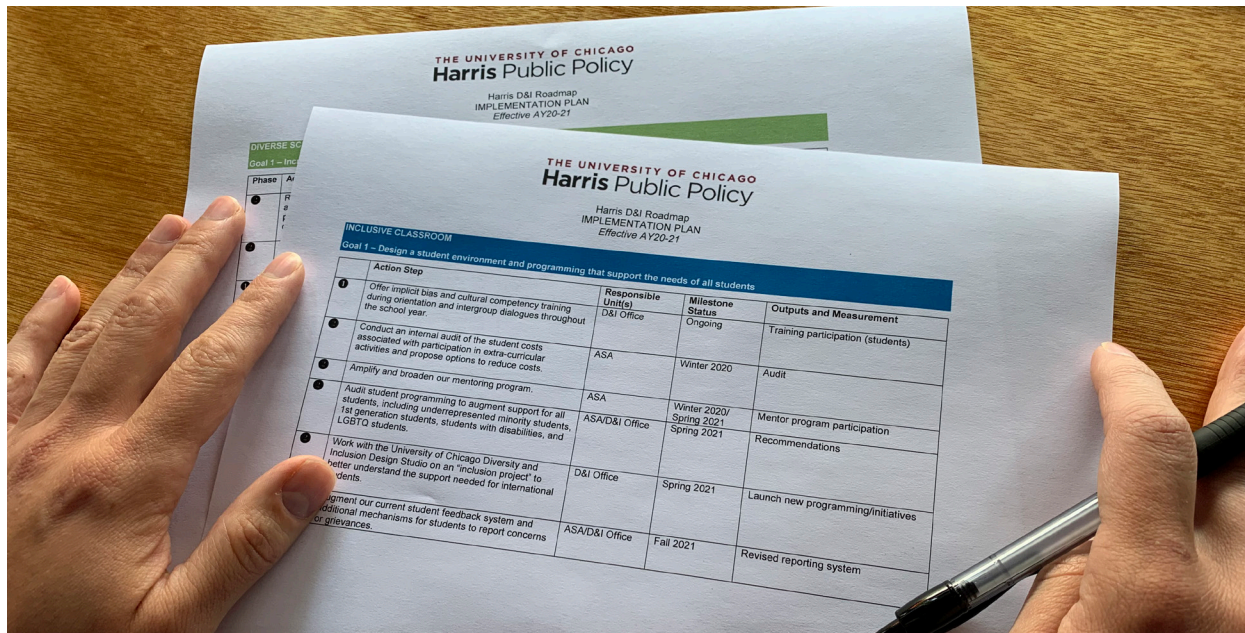 THE UNIVERSITY OF CHICAGO
Harris Public Policy
Harris D&I Roadmap
IMPLEMENTATION PLAN
Effective AY20-21
DIVERSE
Goal 1 –
Phase
THE UNIVERSITY OF CHICAGO
Harris Public Policy
Harris D&I Roadmap
IMPLEMENTATION PLAN
Effective AY20-21
INCLUSIVE CLASSROOM
Goal 1 – Design a student environment and programming that support the needs of all students
Action Step
Responsible
Unit(s)
Milestone
Status
Outputs and Measurement
Offer implicit bias and cultural competency training
during orientation and intergroup dialogues throughout
the school year.
D&I Office
Ongoing
Training participation (students)
Conduct an internal audit of the student costs
associated with participation in extra-curricular
activities and propose options to reduce costs.
ASA
Winter 2020
Audit
Amplify and broaden our mentoring program.
ASA
Winter 2020/
Spring 2021
Mentor program participation
Audit student programming to augment support for all
students, including underrepresented minority students,
1st generation students, students with disabilities, and
LGBTQ students.
ASA/D&I Office
Spring 2021
Recommendations
Work with the University of Chicago Diversity and
Inclusion Design Studio on an "inclusion project" to
better understand the support needed for international
D&I Office
Spring 2021
Launch new programming/initiatives
our current student feedback system and
mechanisms for students to report concerns
or grievances.
ASA/D&I Office
Fall 2021
Revised reporting system